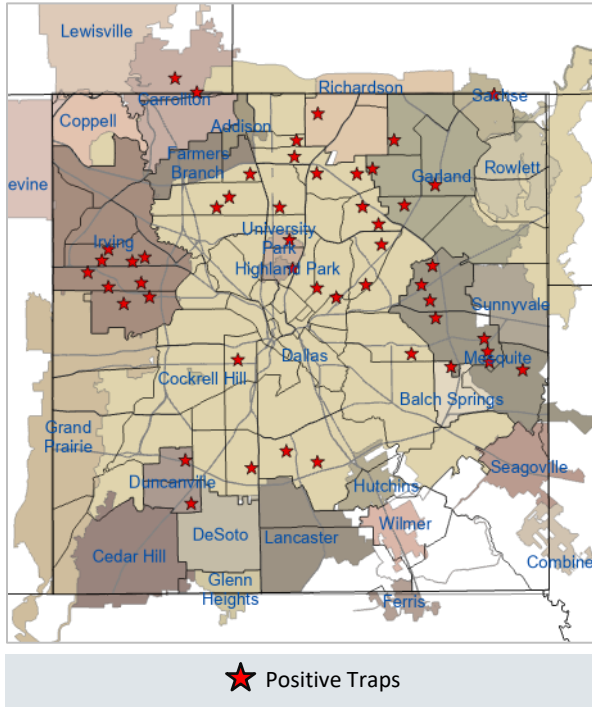 Lewisville
Richardson
Carrollton
Sachse
Coppell
Addison
Farmers
Branch
Garland
Rowlett
evine
University
Park
Irving
Highland Park
Sunnyvale
Dallas
Mesquite
Cockrell Hill
Balch Springs
Grand
Prairie
Seagoville
Duncanville
Hutchins
Wilmer
DeSoto
Lancaster
Cedar Hill
Combine
Glenn
Heights
Ferris
Positive Traps